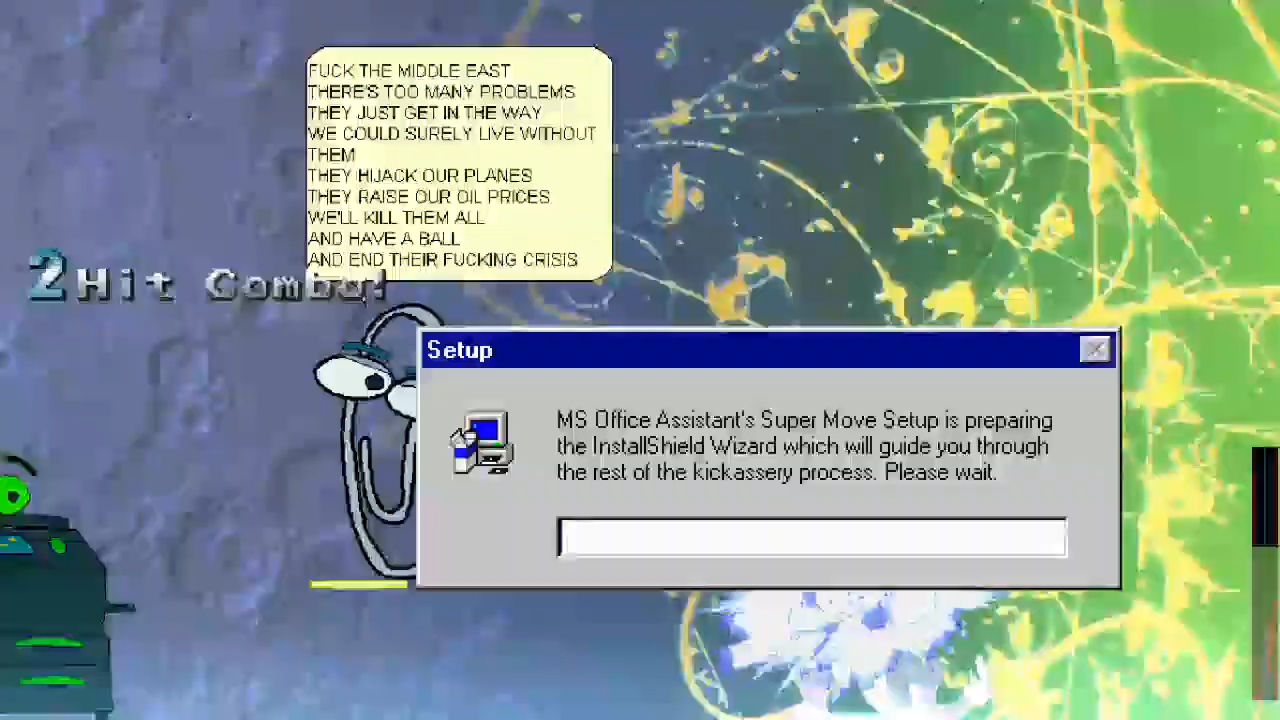 FUCK THE MIDDLE EAST
THERE'S TOO MANY PROBLEMS
THEY JUST GET IN THE WAY
WE COULD SURELY LIVE WITHOUT
THEM
THEY HIJACK OUR PLANES
THEY RAISE OUR OIL PRICES
WE'LL KILL THEM ALL
AND HAVE A BALL
AND END THEIR FUCKING CRISIS
2 Hit Combo!
Setup
MS Office Assistant's Super Move Setup is preparing
the InstallShield Wizard which will guide you through
the rest of the kickassery process. Please wait.